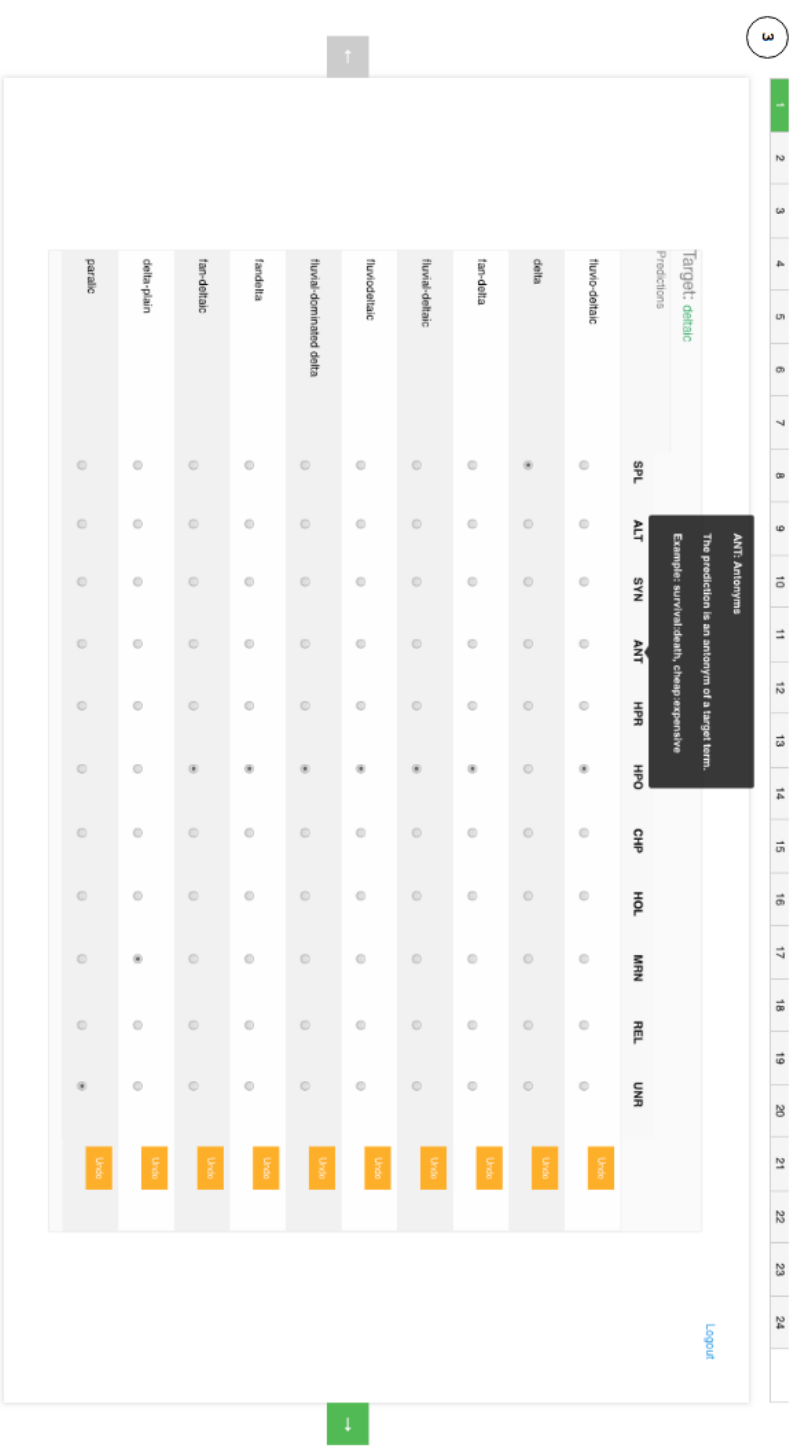 3
1 2 3 4 5 6 7 8 9 10 11 12 13 14 15 16 17 18 19 20 21 22 23 24
←
Logout
ANT: Antonyms
The prediction is an antonym of a target term.
Example: survival:death, cheap:expensive
Target: deltaic
Predictions
SPL ALT SYN ANT HPR HPO CHP HOL MRN REL UNR
fluvio-deltaic Undo
delta Undo
fan-delta Undo
fluvial-deltaic Undo
fluviodeltaic Undo
fluvial-dominated delta Undo
fandelta Undo
fan-deltaic Undo
delta-plain Undo
paralic Undo
→